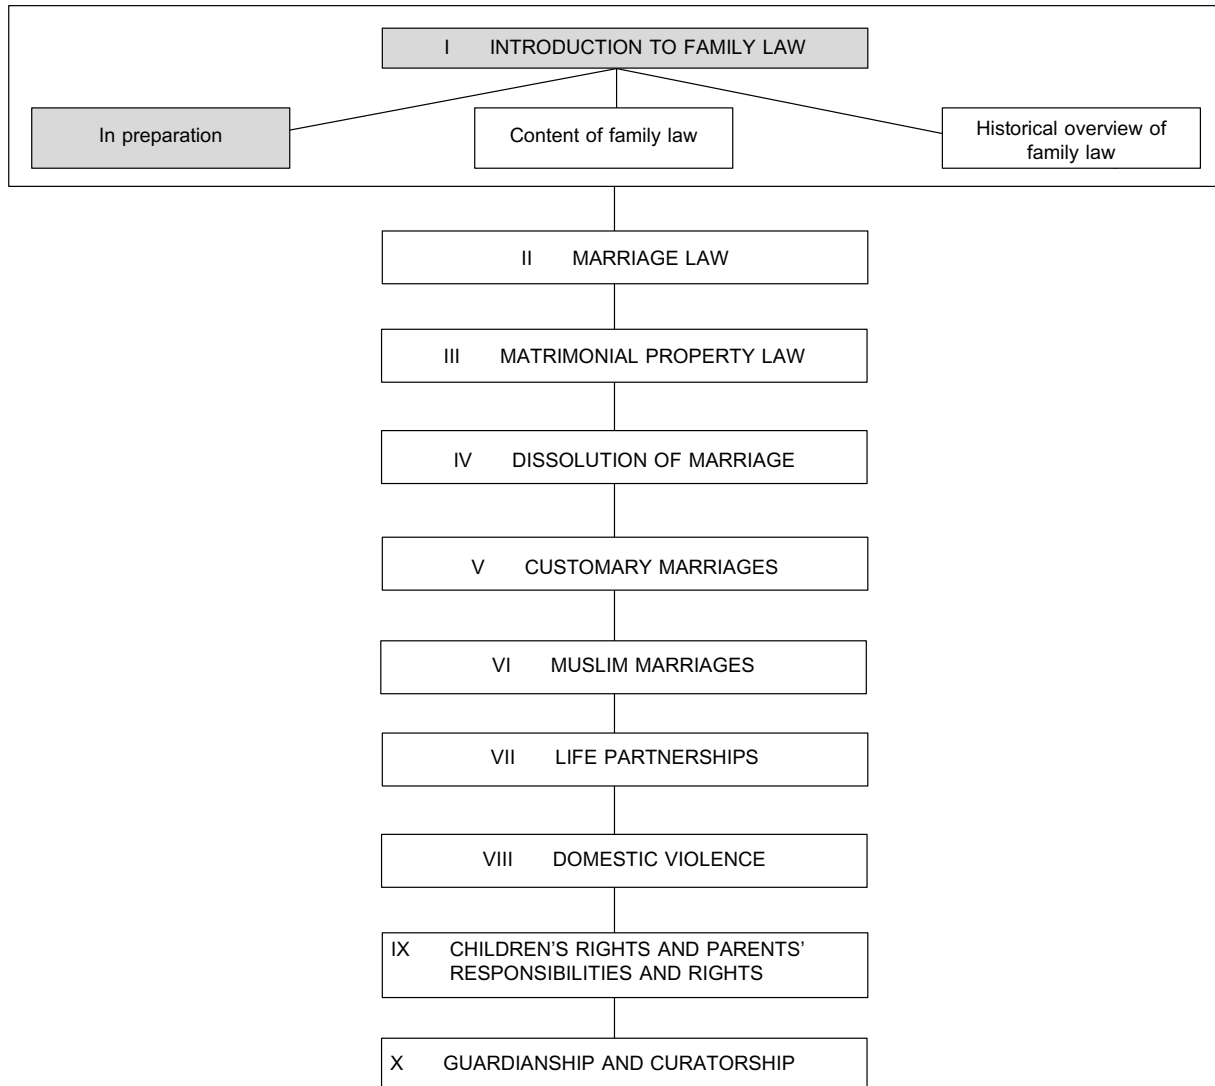 I INTRODUCTION TO FAMILY LAW
In preparation
Content of family law
Historical overview of
family law
II MARRIAGE LAW
III MATRIMONIAL PROPERTY LAW
IV DISSOLUTION OF MARRIAGE
V CUSTOMARY MARRIAGES
VI MUSLIM MARRIAGES
VII LIFE PARTNERSHIPS
VIII DOMESTIC VIOLENCE
IX CHILDREN’S RIGHTS AND PARENTS’
RESPONSIBILITIES AND RIGHTS
X GUARDIANSHIP AND CURATORSHIP